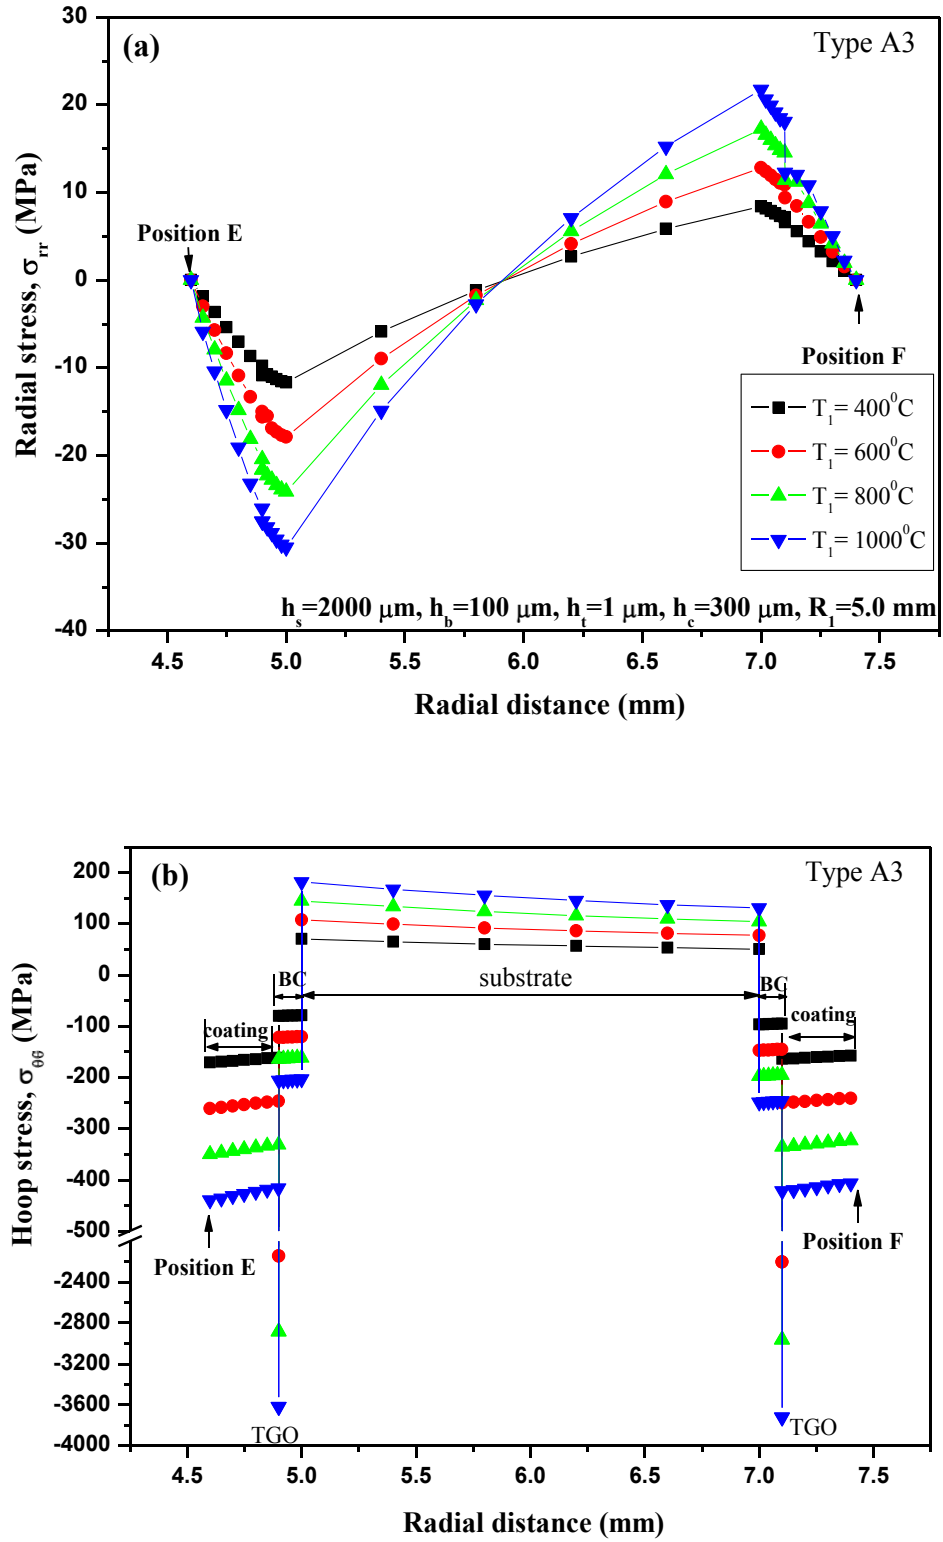 (a)
Type A3
30
20
10
0
-10
-20
-30
-40
Radial stress, σrr (MPa)
Position E
Position F
T1= 400⁰C
T1= 600⁰C
T1= 800⁰C
T1= 1000⁰C
hs=2000 μm, hb=100 μm, ht=1 μm, hc=300 μm, R1=5.0 mm
4.5 5.0 5.5 6.0 6.5 7.0 7.5
Radial distance (mm)
(b)
Type A3
200
100
0
-100
-200
-300
-400
-500
-2400
-2800
-3200
-3600
-4000
Hoop stress, σθθ (MPa)
BC
substrate
BC
coating
coating
Position E
Position F
TGO
TGO
4.5 5.0 5.5 6.0 6.5 7.0 7.5
Radial distance (mm)